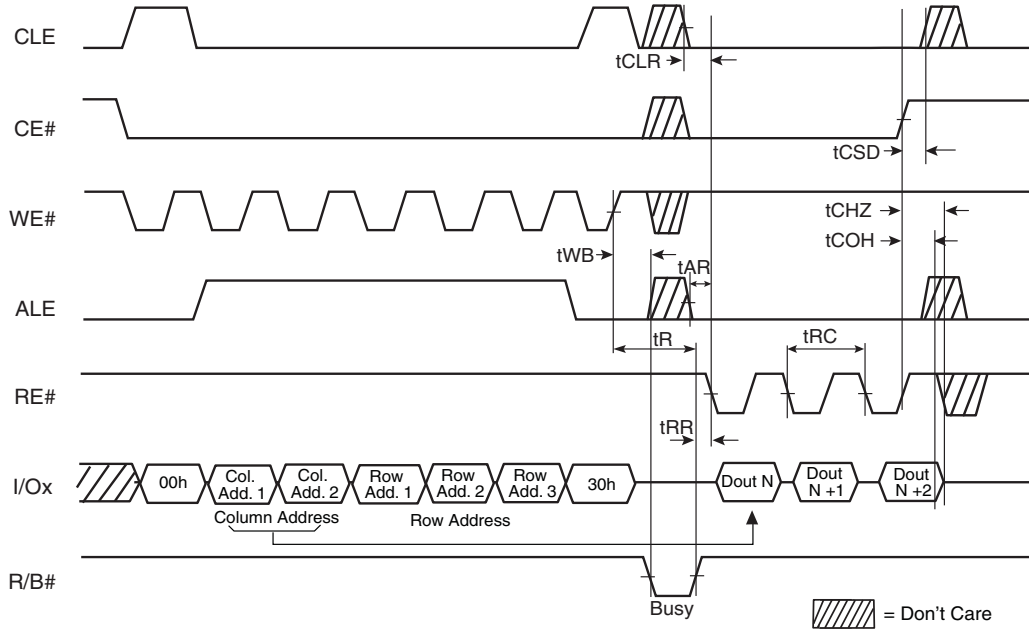 CLE
tCLR
CE#
tCSD
WE#
tCHZ
tCOH
tWB
tAR
ALE
tR
tRC
RE#
tRR
I/Ox
00h
Col.
Add. 1
Col.
Add. 2
Row
Add. 1
Row
Add. 2
Row
Add. 3
30h
Dout N
Dout
N +1
Dout
N +2
Column Address
Row Address
R/B#
Busy
= Don't Care